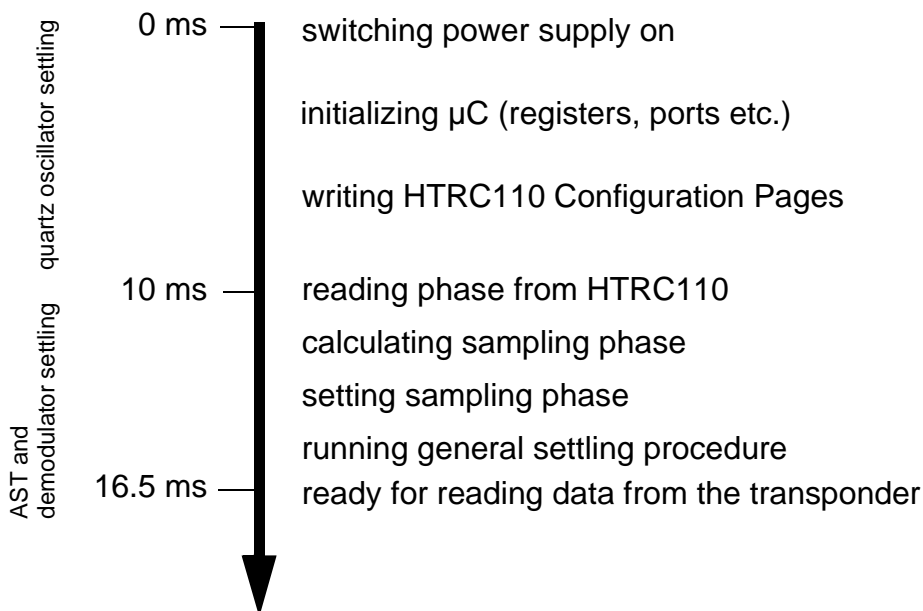 quartz oscillator settling
AST and
demodulator settling
0 ms
switching power supply on
initializing µC (registers, ports etc.)
writing HTRC110 Configuration Pages
10 ms
reading phase from HTRC110
calculating sampling phase
setting sampling phase
running general settling procedure
16.5 ms
ready for reading data from the transponder